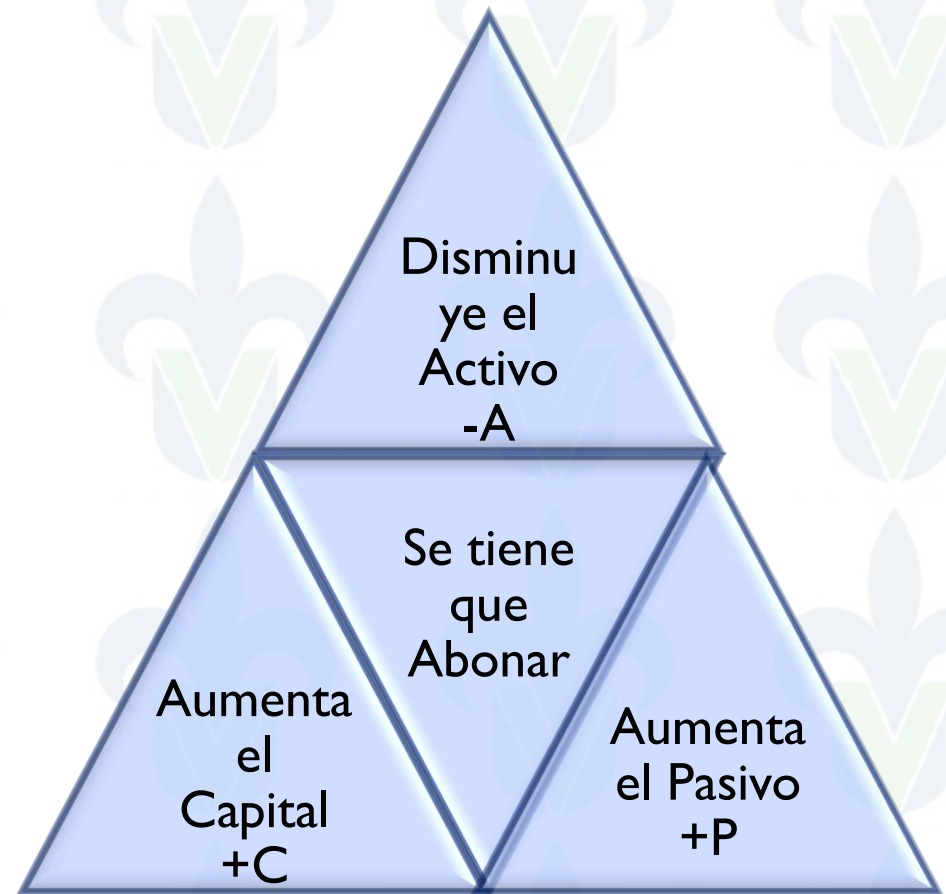 Disminu
ye el
Activo
-A
Se tiene
que
Abonar
Aumenta
el
Capital
+C
Aumenta
el Pasivo
+P